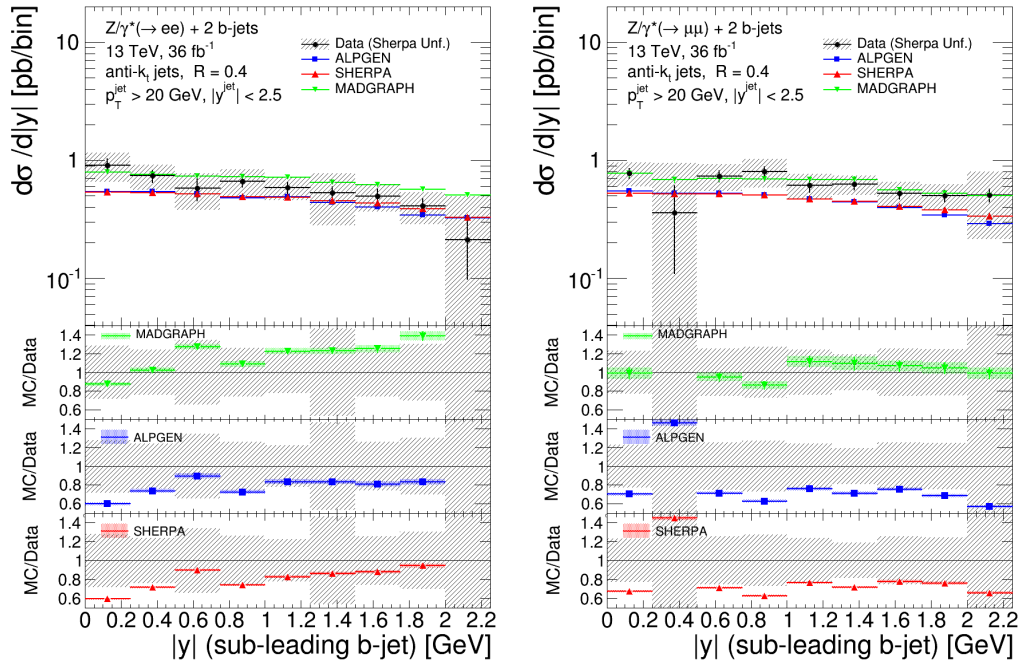 dσ /d|y| [pb/bin]
10
1
10⁻¹
Z/γ*(→ ee) + 2 b-jets
13 TeV, 36 fb⁻¹
anti-kₜ jets, R = 0.4
p_T^jet > 20 GeV, |y^jet| < 2.5
Data (Sherpa Unf.)
ALPGEN
SHERPA
MADGRAPH
MC/Data
1.4
1.2
1
0.8
0.6
MADGRAPH
MC/Data
1.4
1.2
1
0.8
0.6
ALPGEN
MC/Data
1.4
1.2
1
0.8
0.6
SHERPA
0 0.2 0.4 0.6 0.8 1 1.2 1.4 1.6 1.8 2 2.2
|y| (sub-leading b-jet) [GeV]
dσ /d|y| [pb/bin]
10
1
10⁻¹
Z/γ*(→ μμ) + 2 b-jets
13 TeV, 36 fb⁻¹
anti-kₜ jets, R = 0.4
p_T^jet > 20 GeV, |y^jet| < 2.5
Data (Sherpa Unf.)
ALPGEN
SHERPA
MADGRAPH
MC/Data
1.4
1.2
1
0.8
0.6
MADGRAPH
MC/Data
1.4
1.2
1
0.8
0.6
ALPGEN
MC/Data
1.4
1.2
1
0.8
0.6
SHERPA
0 0.2 0.4 0.6 0.8 1 1.2 1.4 1.6 1.8 2 2.2
|y| (sub-leading b-jet) [GeV]